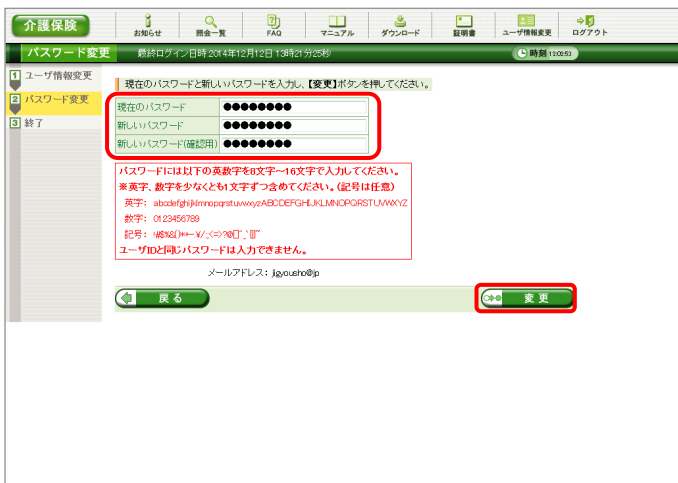 介護保険
お知らせ 照会一覧 FAQ マニュアル ダウンロード 証明書 ユーザ情報変更 ログアウト
パスワード変更 最終ログイン日時 2014年12月12日 13時21分25秒 時刻 12:02:53
1 ユーザ情報変更
2 パスワード変更
3 終了
現在のパスワードと新しいパスワードを入力し、【変更】ボタンを押してください。
現在のパスワード ●●●●●●●●
新しいパスワード ●●●●●●●●
新しいパスワード(確認用) ●●●●●●●●
パスワードには以下の英数字を8文字～16文字で入力してください。
※英字、数字を少なくとも1文字ずつ含めてください。(記号は任意)
英字： abcdefghijklmnopqrstuvwxyzABCDEFGHIJKLMNOPQRSTUVWXYZ
数字： 0123456789
記号：
ユーザIDと同じパスワードは入力できません。
メールアドレス： jigyousho@jp
戻る 変更